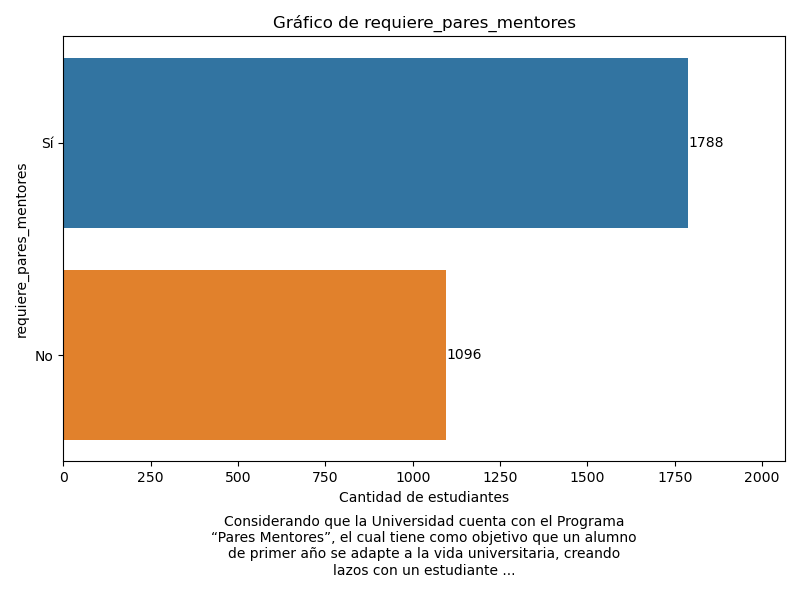 Gráfico de requiere_pares_mentores
requiere_pares_mentores
Sí
1788
No
1096
0 250 500 750 1000 1250 1500 1750 2000
Cantidad de estudiantes
Considerando que la Universidad cuenta con el Programa
“Pares Mentores”, el cual tiene como objetivo que un alumno
de primer año se adapte a la vida universitaria, creando
lazos con un estudiante ...